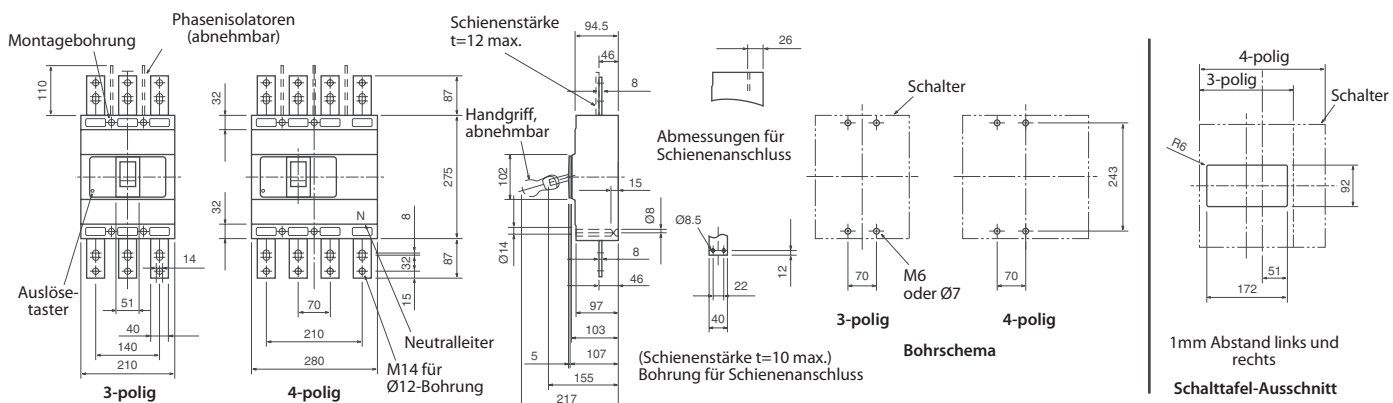 Phasenisolatoren
(abnehmbar)
Montagebohrung
110
32
32
14
Auslöse-
taster
51
40
140
210
3-polig
87
275
N
8
32
15
87
70
210
280
Neutralleiter
M14 für
Ø12-Bohrung
4-polig
Schienenstärke
t=12 max.
94.5
46
8
Handgriff,
abnehmbar
102
15
Ø8
Ø14
8
46
97
103
107
5
155
217
26
Abmessungen für
Schienenanschluss
Ø8.5
12
22
40
(Schienenstärke t=10 max.)
Bohrung für Schienenanschluss
Schalter
243
70
M6
oder Ø7
70
3-polig
4-polig
Bohrschema
4-polig
3-polig
Schalter
R6
92
51
172
1mm Abstand links und
rechts
Schalttafel-Ausschnitt